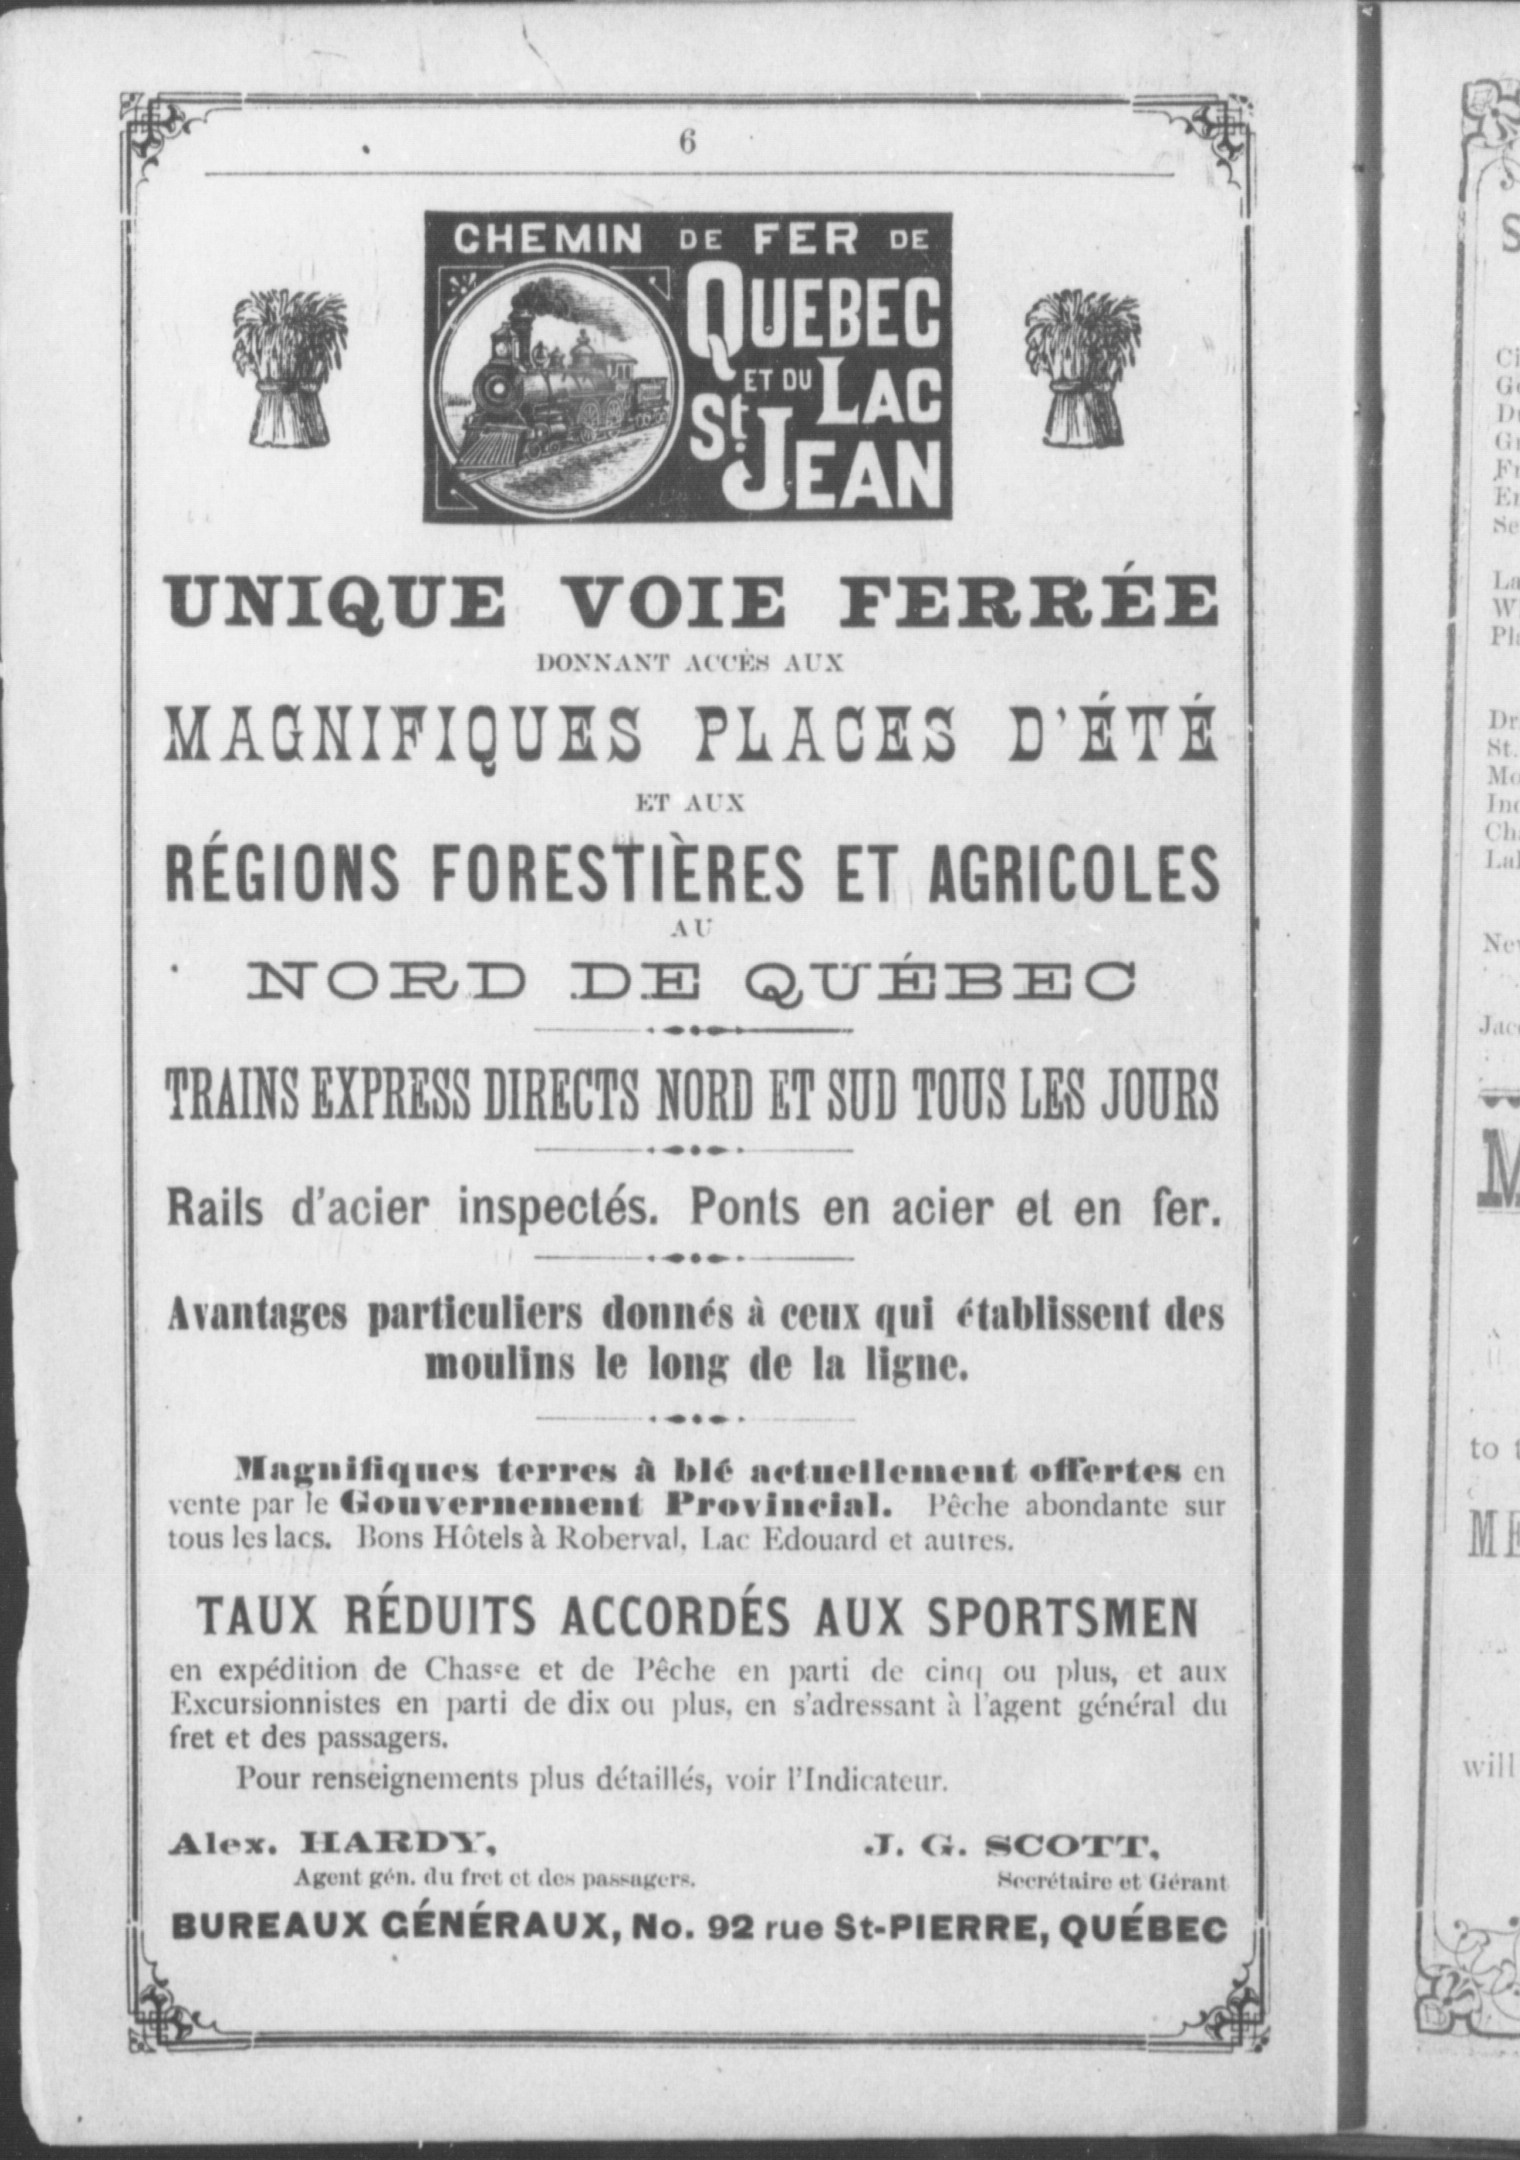 6
CHEMIN DE FER DE
QUEBEC
ET DU LAC
St. JEAN
UNIQUE VOIE FERRÉE
DONNANT ACCÈS AUX
MAGNIFIQUES PLACES D'ÉTÉ
ET AUX
RÉGIONS FORESTIÈRES ET AGRICOLES
AU
NORD DE QUÉBEC
TRAINS EXPRESS DIRECTS NORD ET SUD TOUS LES JOURS
Rails d'acier inspectés. Ponts en acier et en fer.
Avantages particuliers donnés à ceux qui établissent des
moulins le long de la ligne.
Magnifiques terres à blé actuellement offertes en
vente par le Gouvernement Provincial. Pêche abondante sur
tous les lacs. Bons Hôtels à Roberval, Lac Edouard et autres.
TAUX RÉDUITS ACCORDÉS AUX SPORTSMEN
en expédition de Chasse et de Pêche en parti de cinq ou plus, et aux
Excursionnistes en parti de dix ou plus, en s'adressant à l'agent général du
fret et des passagers.
Pour renseignements plus détaillés, voir l'Indicateur.
Alex. HARDY,
Agent gén. du fret et des passagers.
J. G. SCOTT,
Secrétaire et Gérant
BUREAUX GÉNÉRAUX, No. 92 rue St-PIERRE, QUÉBEC
St.
to
will